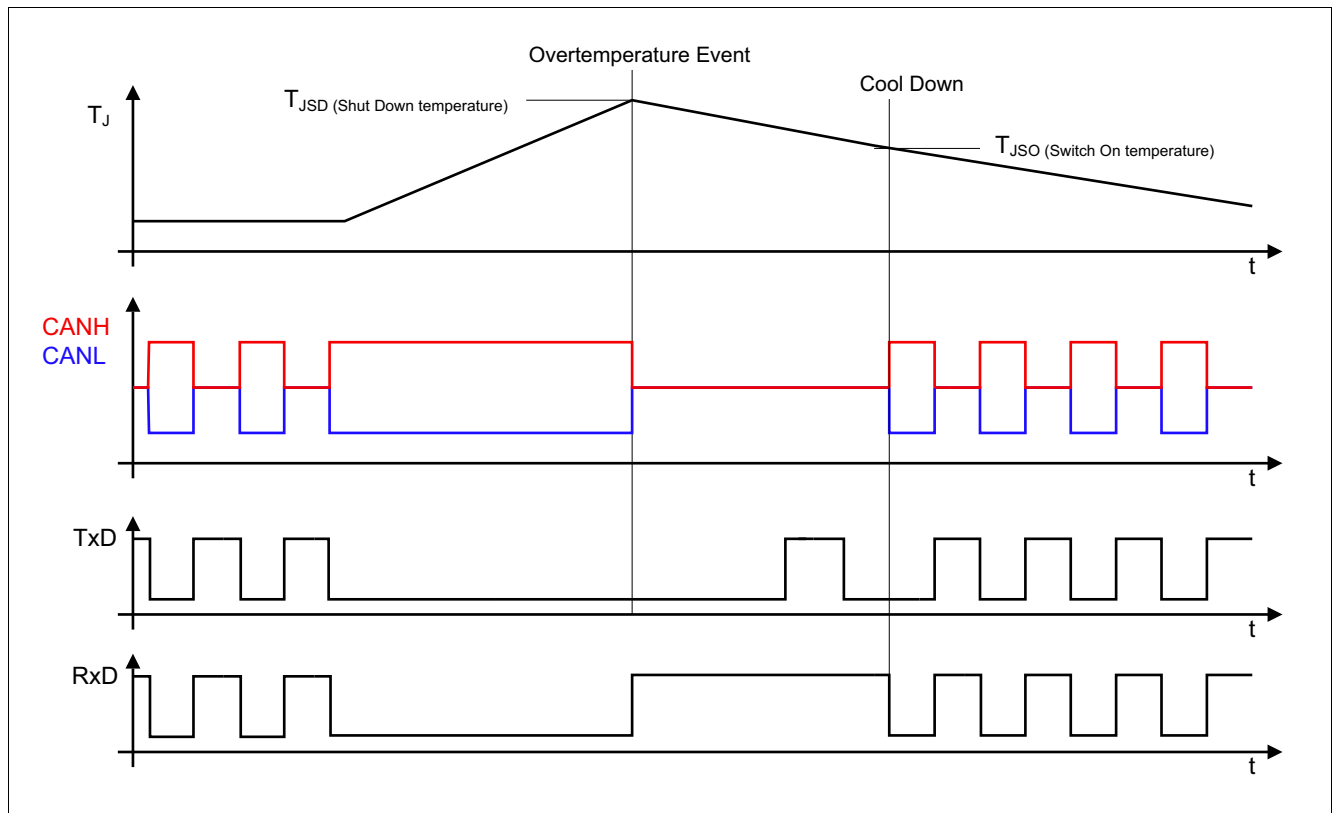 Overtemperature Event
Cool Down
TJSD (Shut Down temperature)
TJ
TJSO (Switch On temperature)
t
CANH
CANL
t
TxD
t
RxD
t